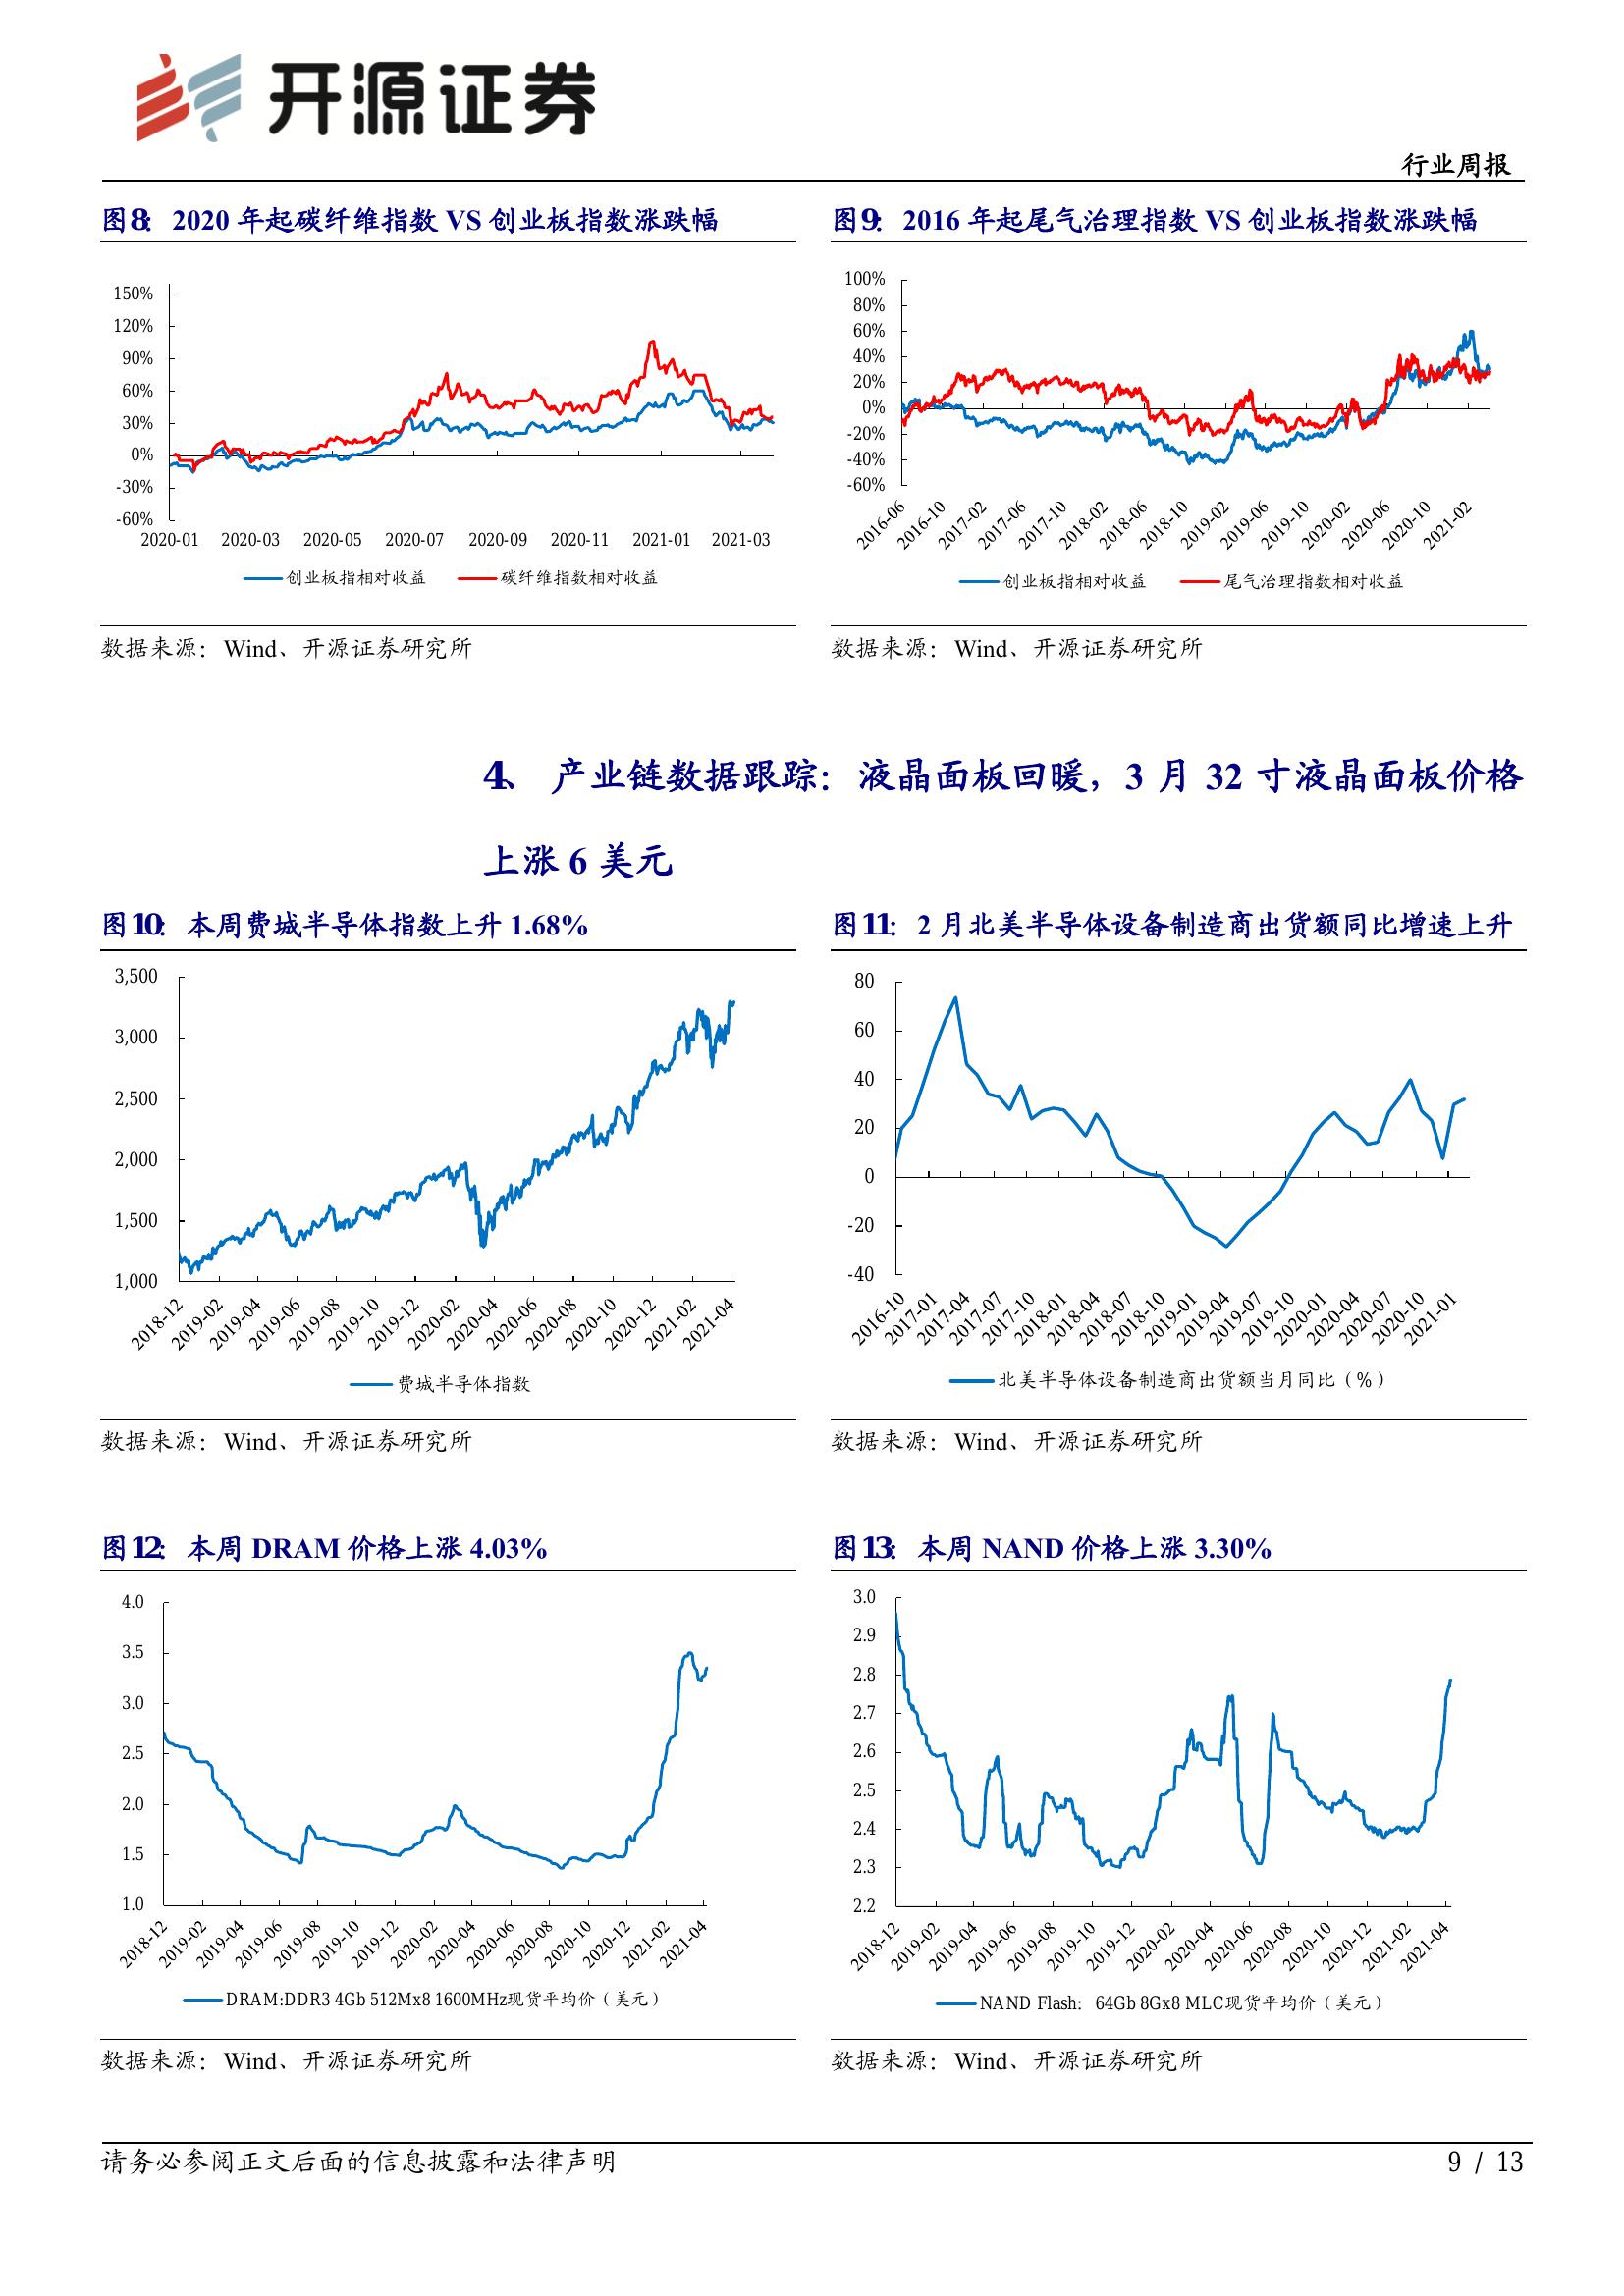 开源证券
行业周报
图8： 2020 年起碳纤维指数 VS 创业板指数涨跌幅
150%
120%
90%
60%
30%
0%
-30%
-60%
2020-01 2020-03 2020-05 2020-07 2020-09 2020-11 2021-01 2021-03
创业板指相对收益 碳纤维指数相对收益
数据来源：Wind、开源证券研究所
图9： 2016 年起尾气治理指数 VS 创业板指数涨跌幅
100%
80%
60%
40%
20%
0%
-20%
-40%
-60%
2016-06 2016-10 2017-02 2017-06 2017-10 2018-02 2018-06 2018-10 2019-02 2019-06 2019-10 2020-02 2020-06 2020-10 2021-02
创业板指相对收益 尾气治理指数相对收益
数据来源：Wind、开源证券研究所
4、 产业链数据跟踪：液晶面板回暖，3 月 32 寸液晶面板价格
上涨 6 美元
图10： 本周费城半导体指数上升 1.68%
3,500
3,000
2,500
2,000
1,500
1,000
2018-12 2019-02 2019-04 2019-06 2019-08 2019-10 2019-12 2020-02 2020-04 2020-06 2020-08 2020-10 2020-12 2021-02 2021-04
费城半导体指数
数据来源：Wind、开源证券研究所
图11： 2 月北美半导体设备制造商出货额同比增速上升
80
60
40
20
0
-20
-40
2016-10 2017-01 2017-04 2017-07 2017-10 2018-01 2018-04 2018-07 2018-10 2019-01 2019-04 2019-07 2019-10 2020-01 2020-04 2020-07 2020-10 2021-01
北美半导体设备制造商出货额当月同比（%）
数据来源：Wind、开源证券研究所
图12： 本周 DRAM 价格上涨 4.03%
4.0
3.5
3.0
2.5
2.0
1.5
1.0
2018-12 2019-02 2019-04 2019-06 2019-08 2019-10 2019-12 2020-02 2020-04 2020-06 2020-08 2020-10 2020-12 2021-02 2021-04
DRAM:DDR3 4Gb 512Mx8 1600MHz现货平均价（美元）
数据来源：Wind、开源证券研究所
图13： 本周 NAND 价格上涨 3.30%
3.0
2.9
2.8
2.7
2.6
2.5
2.4
2.3
2.2
2018-12 2019-02 2019-04 2019-06 2019-08 2019-10 2019-12 2020-02 2020-04 2020-06 2020-08 2020-10 2020-12 2021-02 2021-04
NAND Flash：64Gb 8Gx8 MLC现货平均价（美元）
数据来源：Wind、开源证券研究所
请务必参阅正文后面的信息披露和法律声明
9 / 13